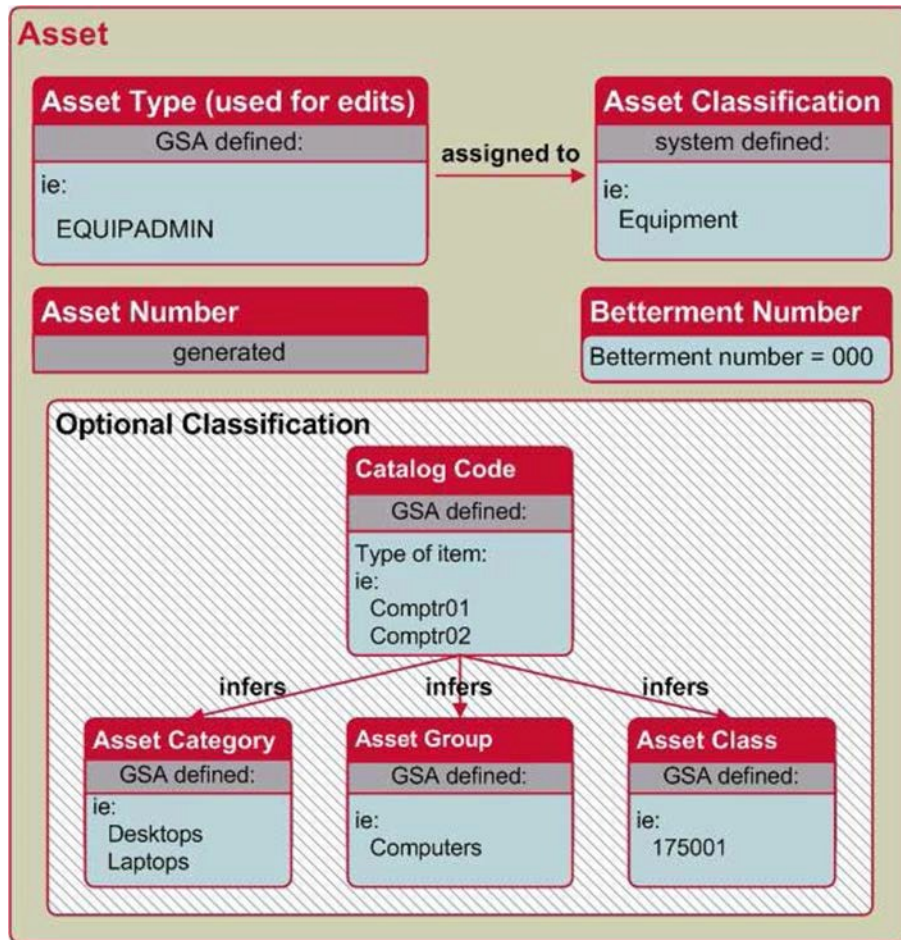 Asset
Asset Type (used for edits)
GSA defined:
ie:
EQUIPADMIN
assigned to
Asset Classification
system defined:
ie:
Equipment
Asset Number
generated
Betterment Number
Betterment number = 000
Optional Classification
Catalog Code
GSA defined:
Type of item:
ie:
Comptr01
Comptr02
infers
infers
infers
Asset Category
GSA defined:
ie:
Desktops
Laptops
Asset Group
GSA defined:
ie:
Computers
Asset Class
GSA defined:
ie:
175001